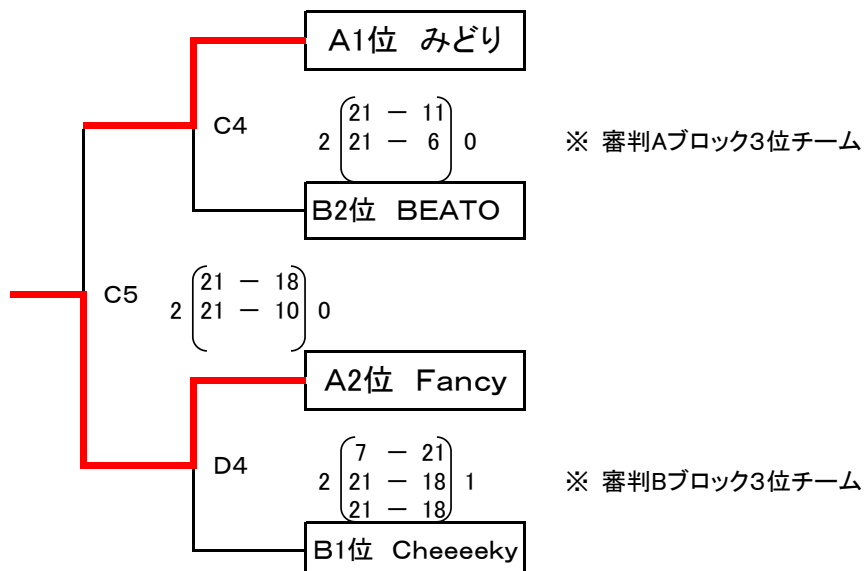 A1位 みどり
C4
21 － 11
2 21 － 6 0
※ 審判Aブロック3位チーム
B2位 BEATO
C5
21 － 18
2 21 － 10 0
A2位 Fancy
D4
7 － 21
2 21 － 18 1
21 － 18
※ 審判Bブロック3位チーム
B1位 Cheeeeky